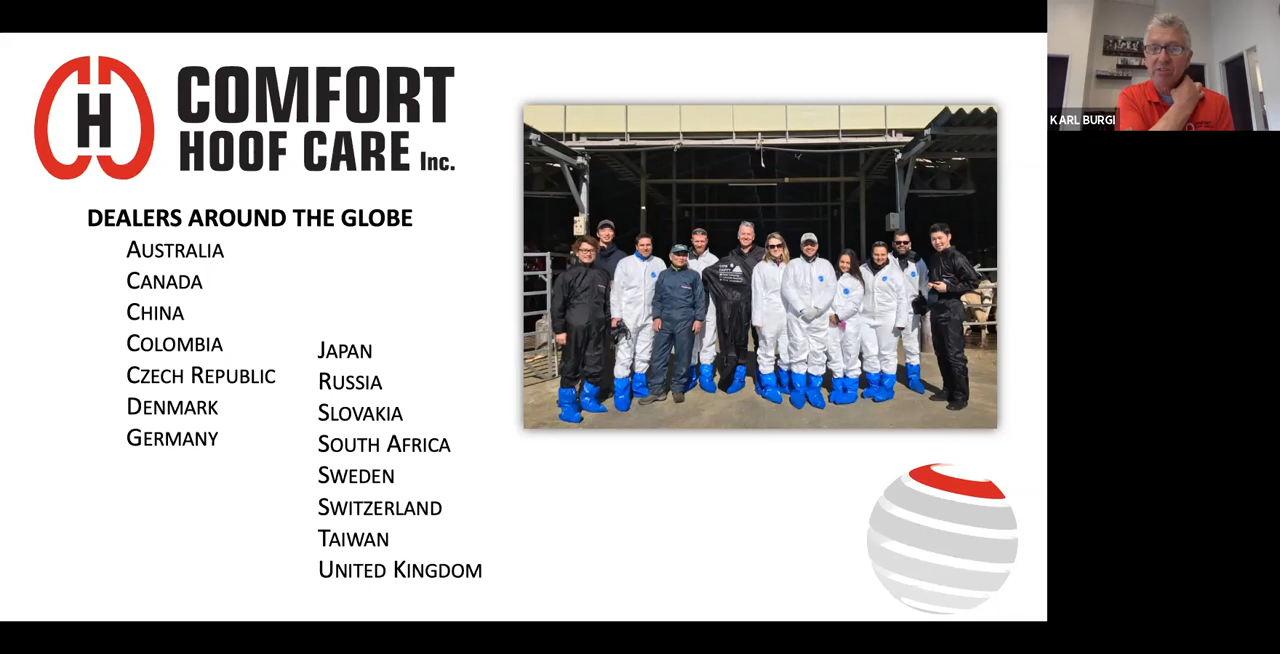 H
COMFORT
HOOF CARE Inc.
DEALERS AROUND THE GLOBE
AUSTRALIA
CANADA
CHINA
COLOMBIA
CZECH REPUBLIC
DENMARK
GERMANY
JAPAN
RUSSIA
SLOVAKIA
SOUTH AFRICA
SWEDEN
SWITZERLAND
TAIWAN
UNITED KINGDOM
KARL BURGI